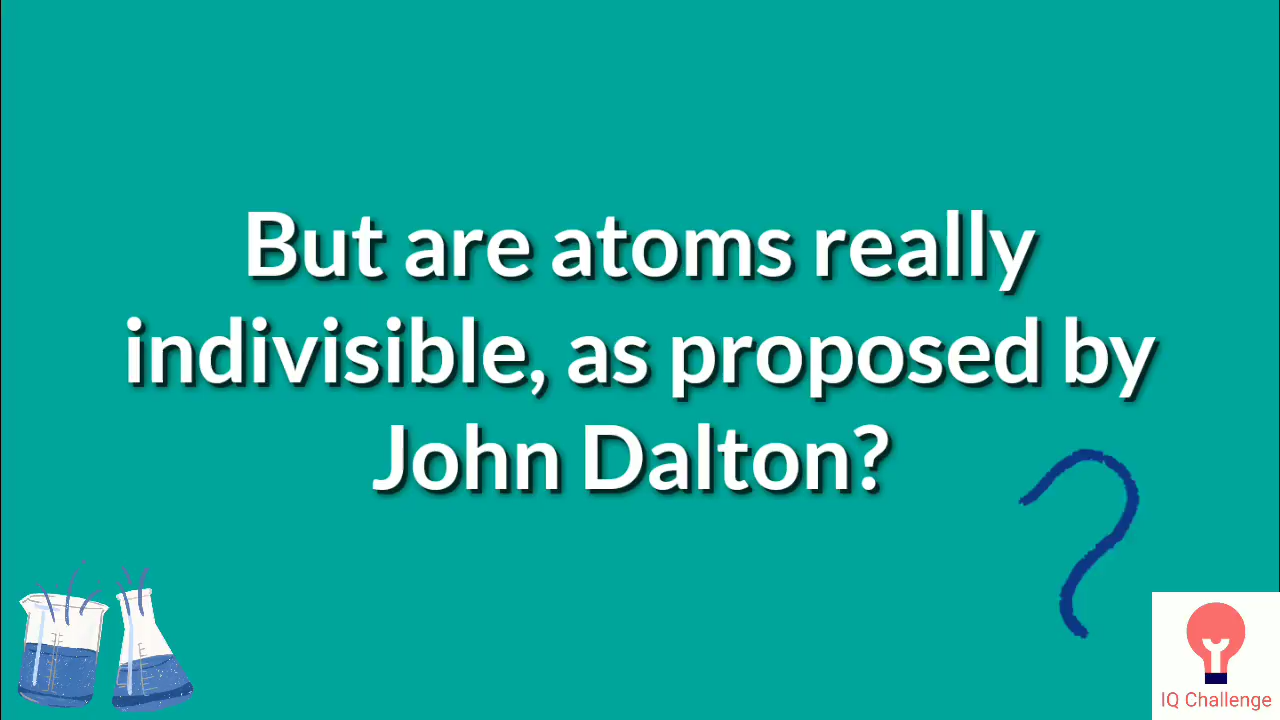 But are atoms really
indivisible, as proposed by
John Dalton?
IQ Challenge